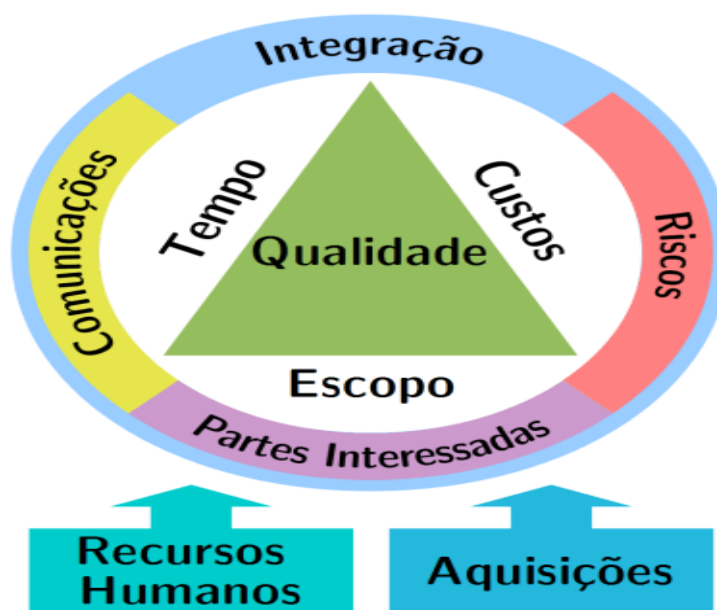 Integração
Comunicações
Tempo
Custos
Riscos
Qualidade
Escopo
Partes Interessadas
Recursos
Humanos
Aquisições